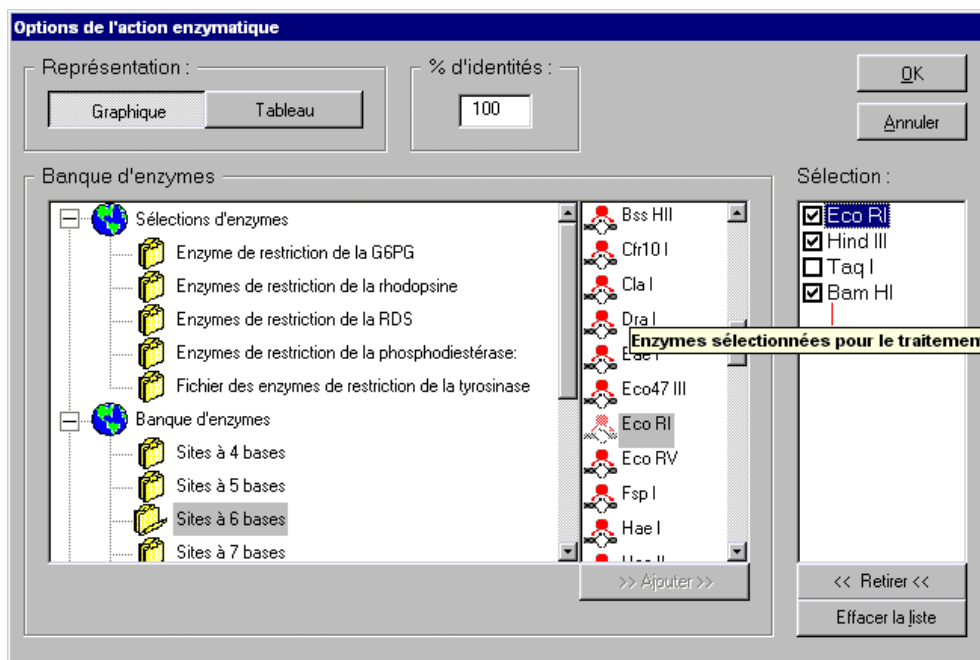 Options de l'action enzymatique
Représentation :
Graphique
Tableau
% d'identités :
100
OK
Annuler
Banque d'enzymes
Sélections d'enzymes
Enzyme de restriction de la G6PG
Enzymes de restriction de la rhodopsine
Enzymes de restriction de la RDS
Enzymes de restriction de la phosphodiestérase:
Fichier des enzymes de restriction de la tyrosinase
Banque d'enzymes
Sites à 4 bases
Sites à 5 bases
Sites à 6 bases
Sites à 7 bases
Bss HII
Cfr10 I
Cla I
Dra I
Eae I
Eco47 III
Eco RI
Eco RV
Fsp I
Hae I
>> Ajouter >>
Sélection :
Eco RI
Hind III
Taq I
Bam HI
Enzymes sélectionnées pour le traitement
<< Retirer <<
Effacer la liste